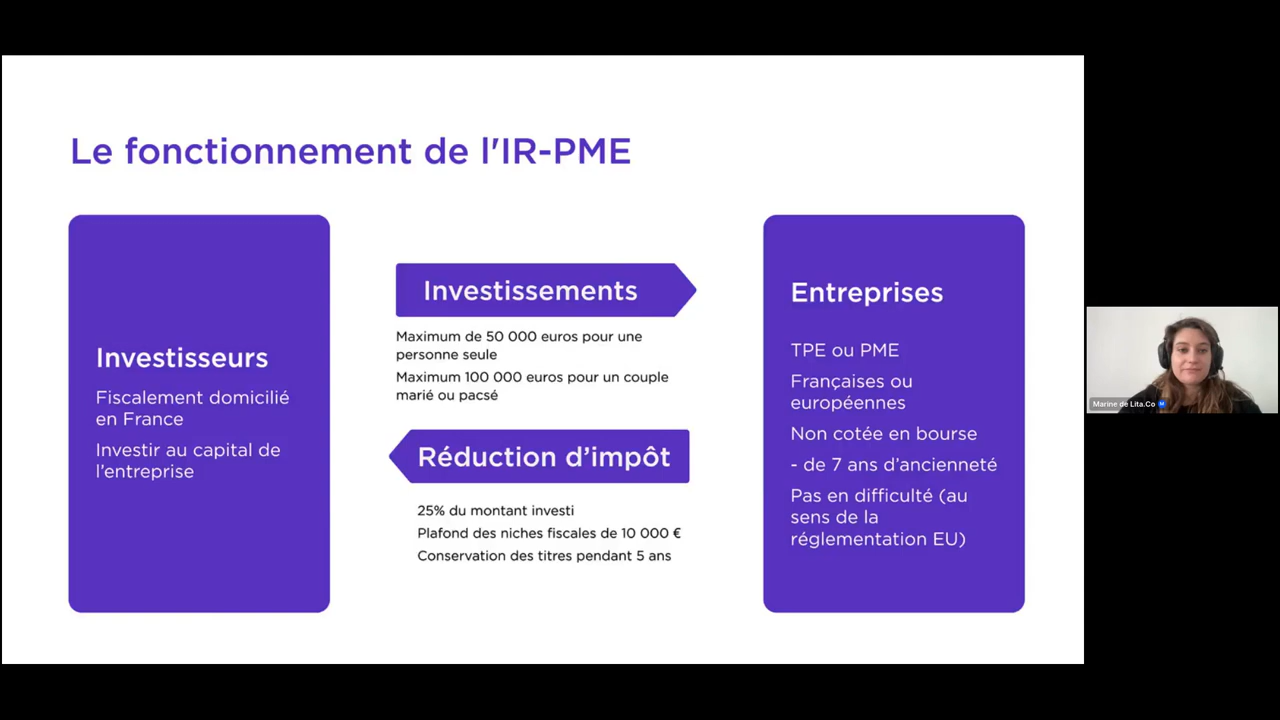 Le fonctionnement de l'IR-PME
Investisseurs
Fiscalement domicilié
en France
Investir au capital de
l’entreprise
Investissements
Maximum de 50 000 euros pour une
personne seule
Maximum 100 000 euros pour un couple
marié ou pacsé
Réduction d’impôt
25% du montant investi
Plafond des niches fiscales de 10 000 €
Conservation des titres pendant 5 ans
Entreprises
TPE ou PME
Françaises ou
européennes
Non cotée en bourse
- de 7 ans d’ancienneté
Pas en difficulté (au
sens de la
réglementation EU)
Marine de Lita.Co